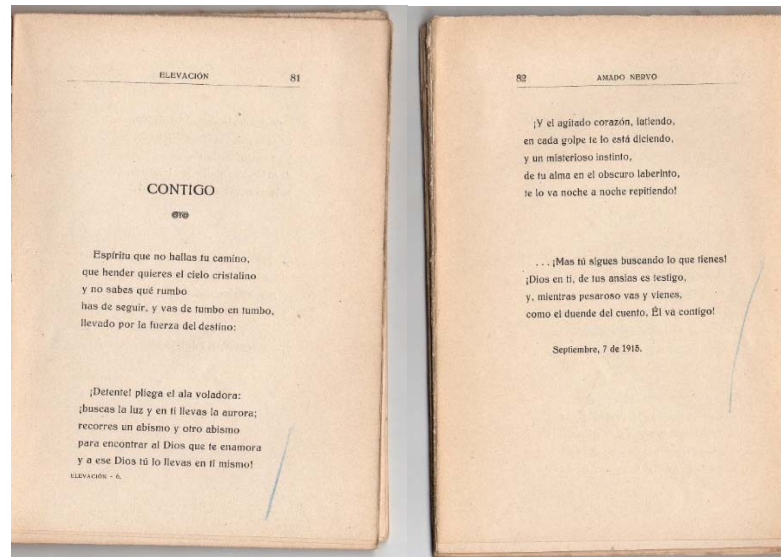 ELEVACIÓN 81
CONTIGO
Espíritu que no hallas tu camino,
que hender quieres el cielo cristalino
y no sabes qué rumbo
has de seguir, y vas de tumbo en tumbo,
llevado por la fuerza del destino:
¡Detente! pliega el ala voladora:
¡buscas la luz y en ti llevas la aurora;
recorres un abismo y otro abismo
para encontrar al Dios que te enamora
y a ese Dios tú lo llevas en ti mismo!
ELEVACIÓN - 6.
82 AMADO NERVO
¡Y el agitado corazón, latiendo,
en cada golpe te lo está diciendo,
y un misterioso instinto,
de tu alma en el obscuro laberinto,
te lo va noche a noche repitiendo!
...¡Mas tú sigues buscando lo que tienes!
¡Dios en ti, de tus ansias es testigo,
y, mientras pesaroso vas y vienes,
como el duende del cuento, Él va contigo!
Septiembre, 7 de 1915.